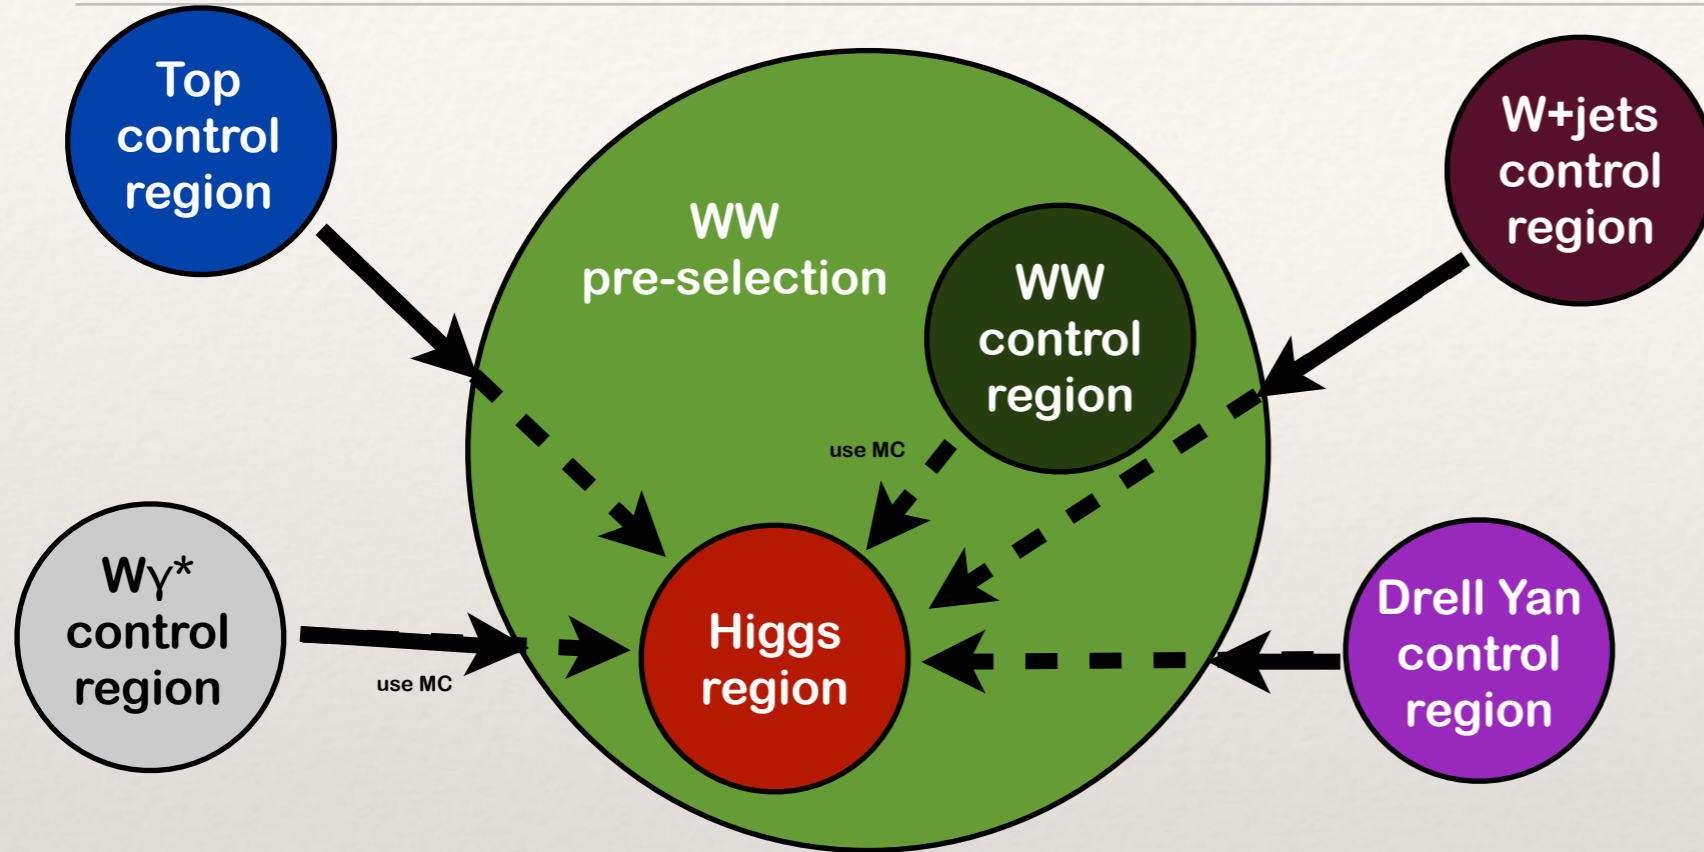 Top
control
region
W+jets
control
region
WW
pre-selection
WW
control
region
use MC
Wγ*
control
region
use MC
Higgs
region
Drell Yan
control
region